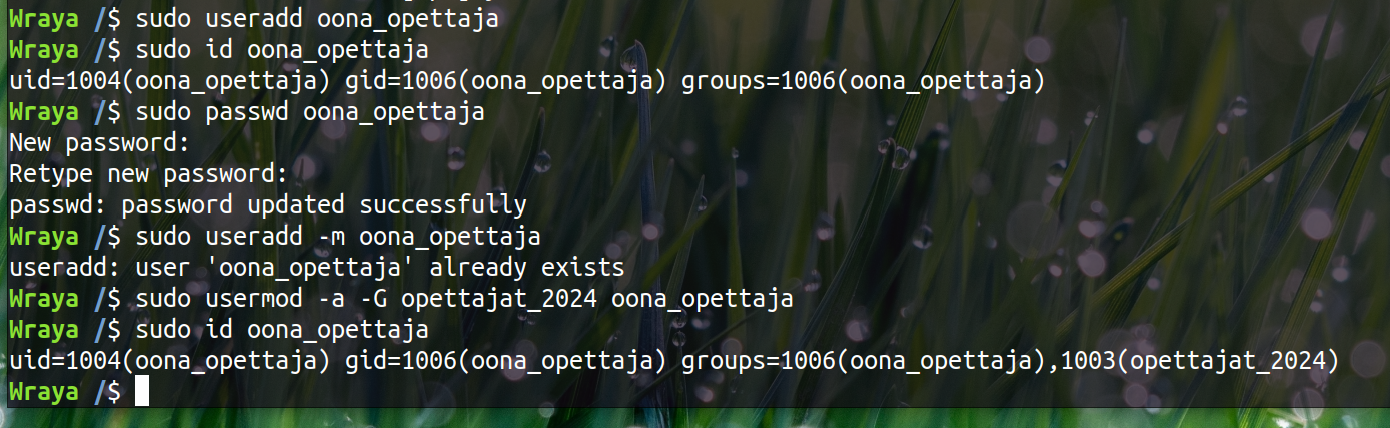 Wraya /$ sudo useradd oona_opettaja
Wraya /$ sudo id oona_opettaja
uid=1004(oona_opettaja) gid=1006(oona_opettaja) groups=1006(oona_opettaja)
Wraya /$ sudo passwd oona_opettaja
New password:
Retype new password:
passwd: password updated successfully
Wraya /$ sudo useradd -m oona_opettaja
useradd: user 'oona_opettaja' already exists
Wraya /$ sudo usermod -a -G opettajat_2024 oona_opettaja
Wraya /$ sudo id oona_opettaja
uid=1004(oona_opettaja) gid=1006(oona_opettaja) groups=1006(oona_opettaja),1003(opettajat_2024)
Wraya /$